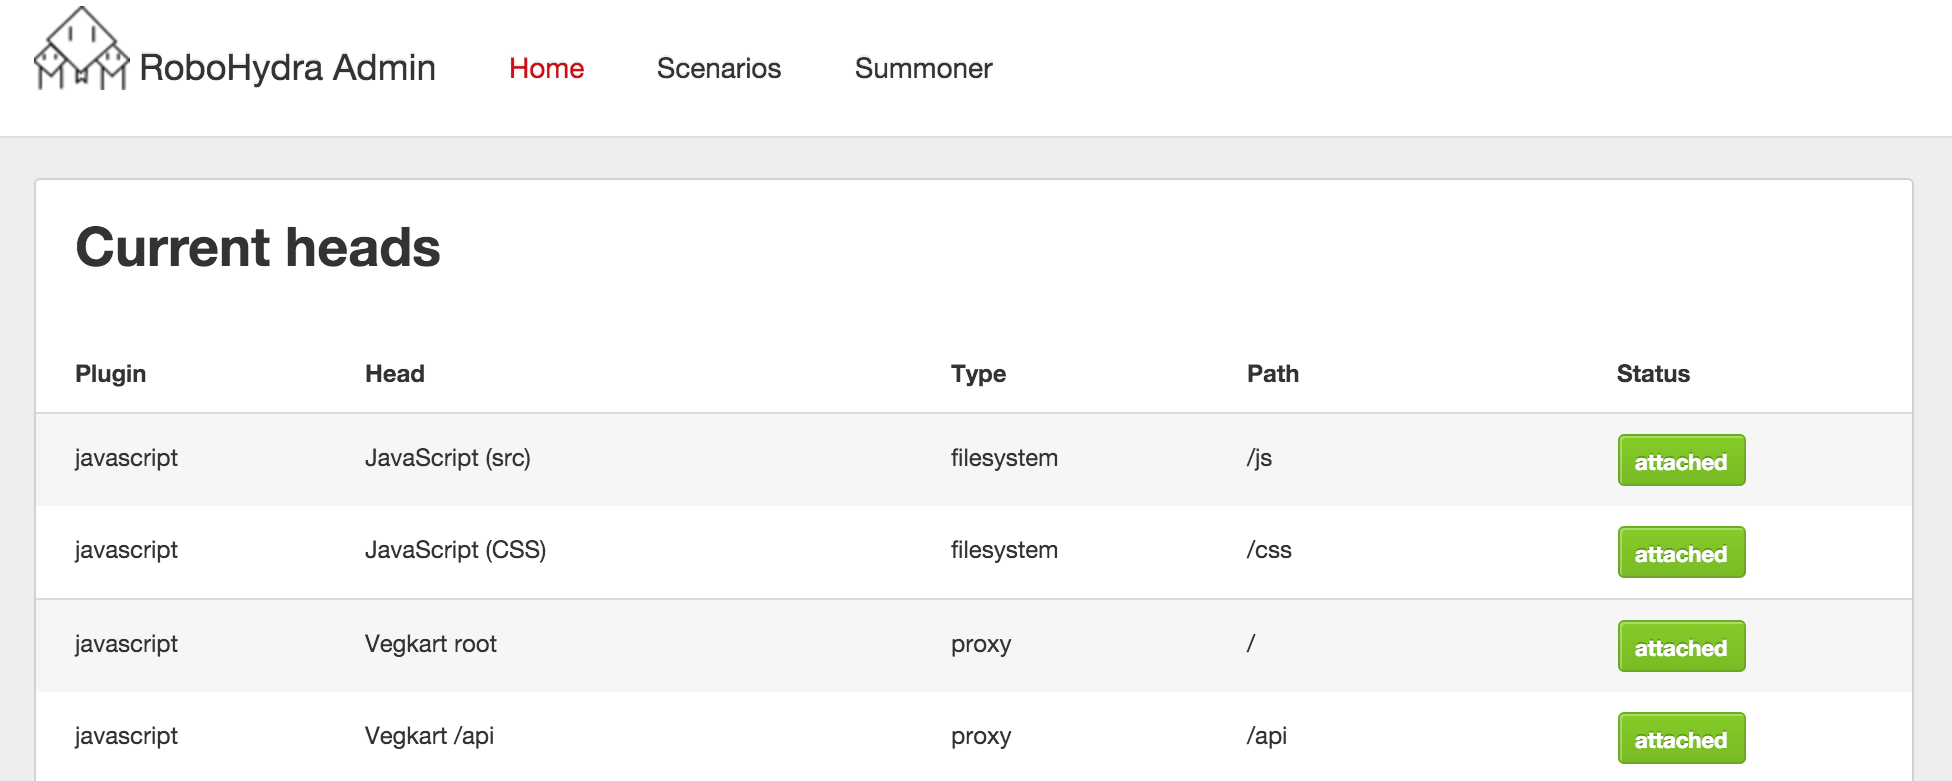 RoboHydra Admin Home Scenarios Summoner
Current heads
Plugin Head Type Path Status
javascript JavaScript (src) filesystem /js attached
javascript JavaScript (CSS) filesystem /css attached
javascript Vegkart root proxy / attached
javascript Vegkart /api proxy /api attached